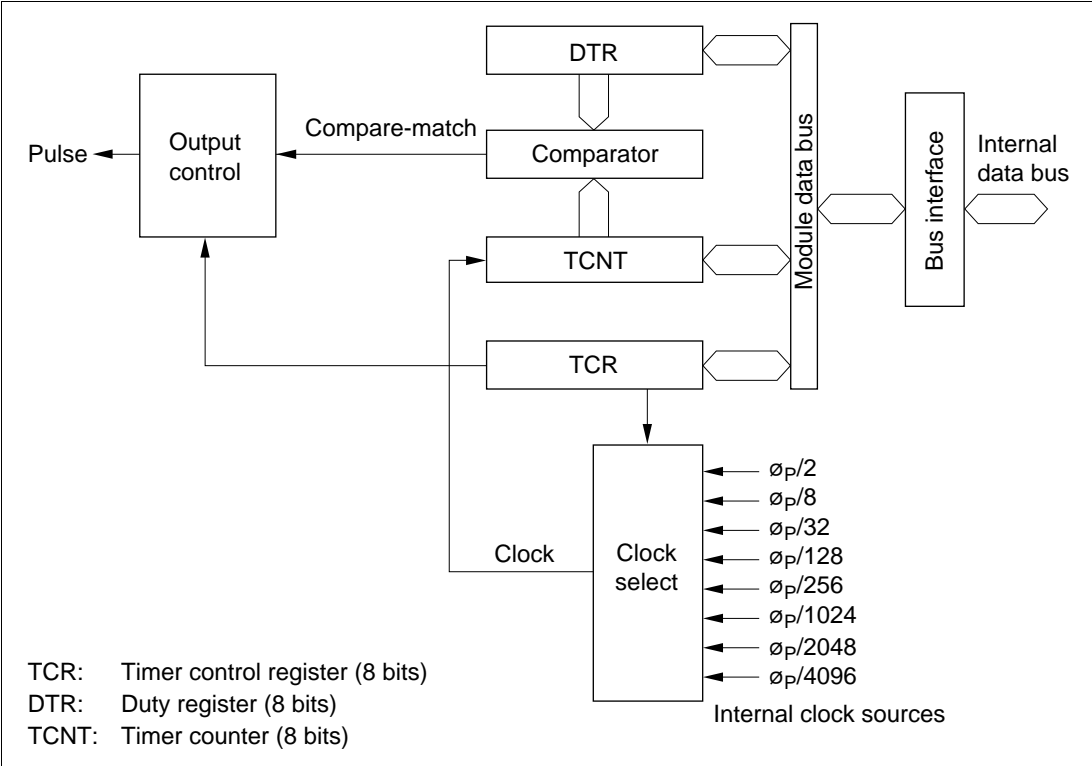 DTR
Output
control
Compare-match
Pulse
Comparator
TCNT
TCR
Module data bus
Bus interface
Internal
data bus
Clock
Clock
select
øP/2
øP/8
øP/32
øP/128
øP/256
øP/1024
øP/2048
øP/4096
Internal clock sources
TCR: Timer control register (8 bits)
DTR: Duty register (8 bits)
TCNT: Timer counter (8 bits)